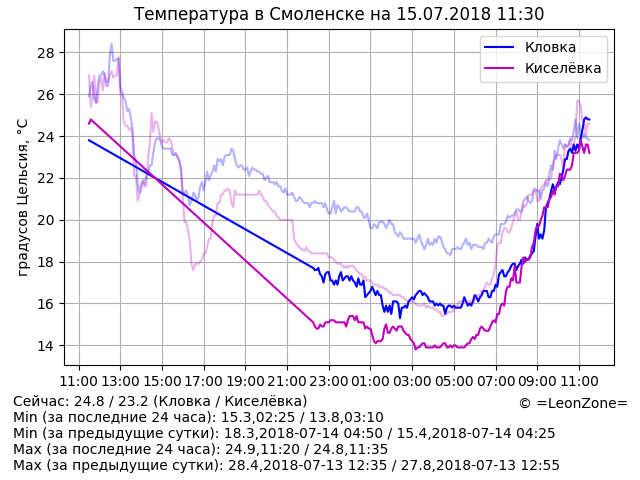 Температура в Смоленске на 15.07.2018 11:30
Кловка
Киселёвка
градусов Цельсия, °C
28
26
24
22
20
18
16
14
11:00 13:00 15:00 17:00 19:00 21:00 23:00 01:00 03:00 05:00 07:00 09:00 11:00
Сейчас: 24.8 / 23.2 (Кловка / Киселёвка)
© =LeonZone=
Min (за последние 24 часа): 15.3,02:25 / 13.8,03:10
Min (за предыдущие сутки): 18.3,2018-07-14 04:50 / 15.4,2018-07-14 04:25
Max (за последние 24 часа): 24.9,11:20 / 24.8,11:35
Max (за предыдущие сутки): 28.4,2018-07-13 12:35 / 27.8,2018-07-13 12:55